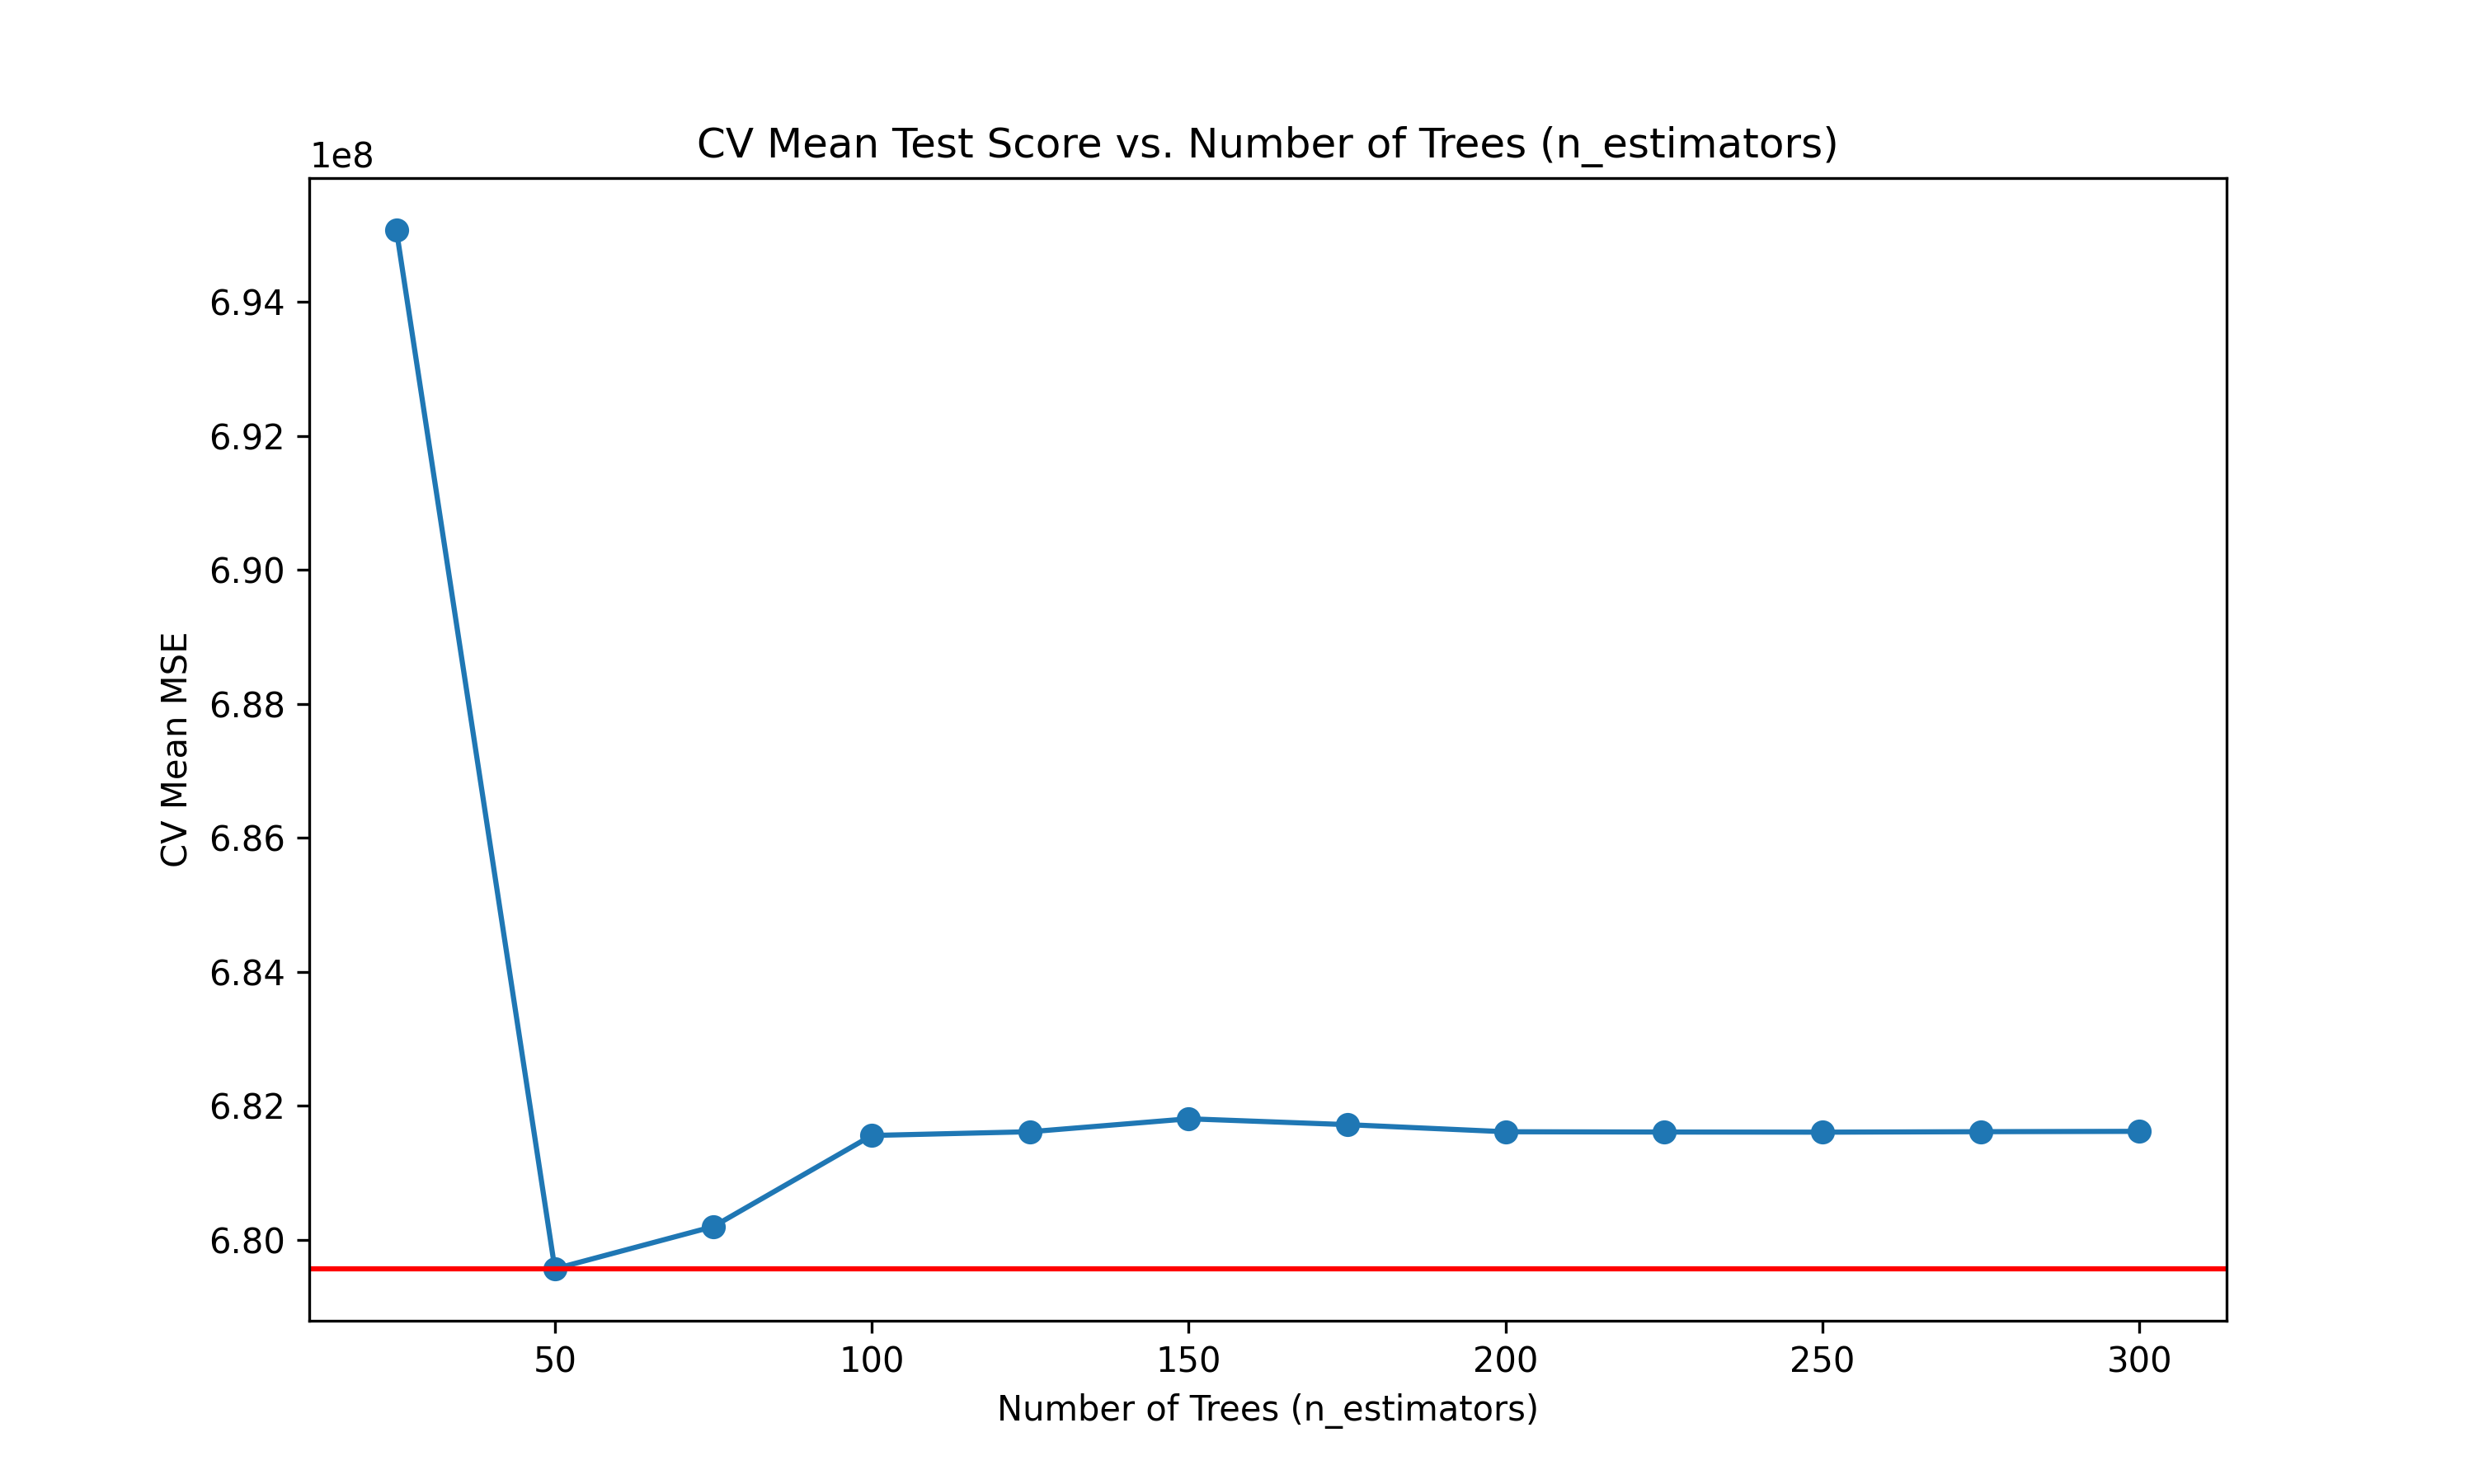 CV Mean Test Score vs. Number of Trees (n_estimators)
1e8
6.94
6.92
6.90
6.88
6.86
6.84
6.82
6.80
CV Mean MSE
50 100 150 200 250 300
Number of Trees (n_estimators)